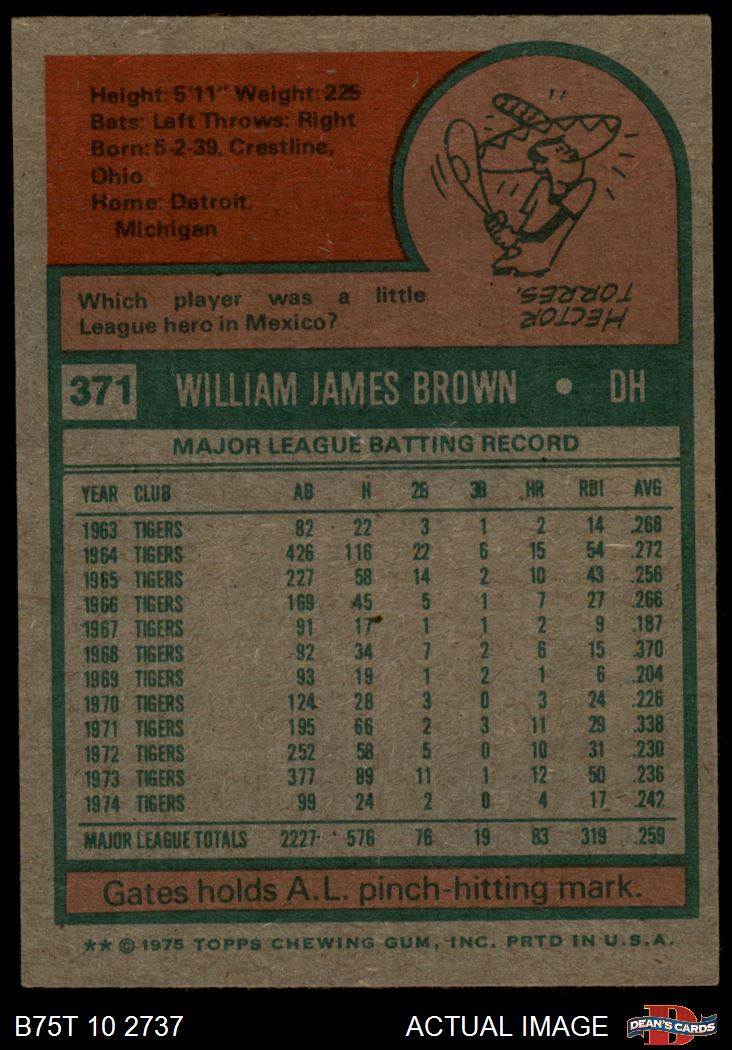 Height: 5'11" Weight: 225
Bats: Left Throws: Right
Born: 5-2-39, Crestline,
Ohio
Home: Detroit,
Michigan
Which player was a little
League hero in Mexico?
HECTOR
TORRES.
371 WILLIAM JAMES BROWN • DH
MAJOR LEAGUE BATTING RECORD
YEAR CLUB AB H 2B 3B HR RBI AVG
1963 TIGERS 82 22 3 1 2 14 .268
1964 TIGERS 426 116 22 6 15 54 .272
1965 TIGERS 227 58 14 2 10 43 .256
1966 TIGERS 169 45 5 1 7 27 .266
1967 TIGERS 91 17 1 1 2 9 .187
1968 TIGERS 92 34 7 2 6 15 .370
1969 TIGERS 93 19 1 2 1 6 .204
1970 TIGERS 124 28 3 0 3 24 .226
1971 TIGERS 195 66 2 3 11 29 .338
1972 TIGERS 252 58 5 0 10 31 .230
1973 TIGERS 377 89 11 1 12 50 .236
1974 TIGERS 99 24 2 0 4 17 .242
MAJOR LEAGUE TOTALS 2227 576 76 19 83 319 .259
Gates holds A.L. pinch-hitting mark.
** © 1975 TOPPS CHEWING GUM, INC. PRTD IN U.S.A.
B75T 10 2737 ACTUAL IMAGE DEAN'S CARDS